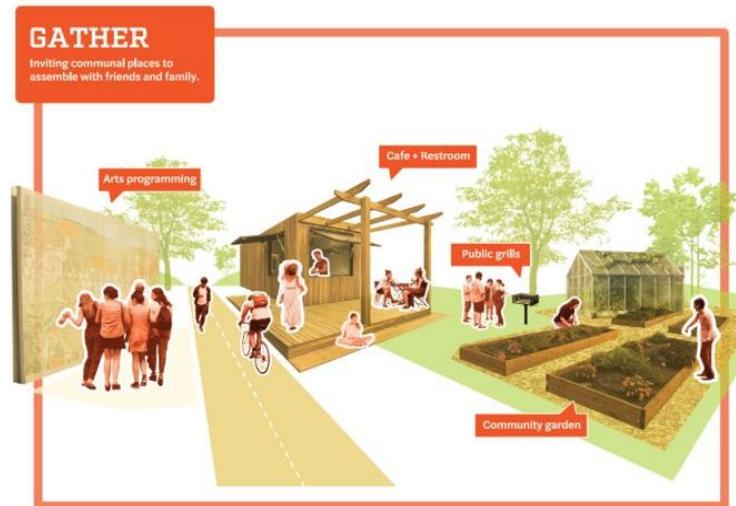 GATHER
Inviting communal places to
assemble with friends and family.
Arts programming
Cafe + Restroom
Public grills
Community garden